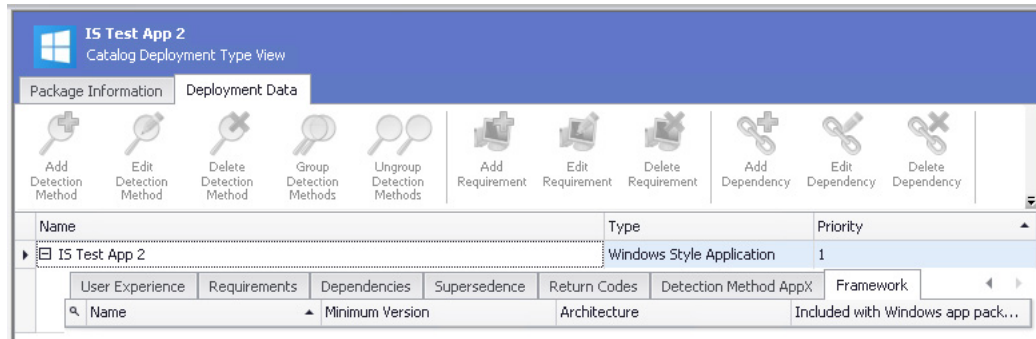 IS Test App 2
Catalog Deployment Type View
Package Information Deployment Data
Add Detection Method
Edit Detection Method
Delete Detection Method
Group Detection Methods
Ungroup Detection Methods
Add Requirement
Edit Requirement
Delete Requirement
Add Dependency
Edit Dependency
Delete Dependency
Name Type Priority
IS Test App 2 Windows Style Application 1
User Experience Requirements Dependencies Supersedence Return Codes Detection Method AppX Framework
Name Minimum Version Architecture Included with Windows app pack...